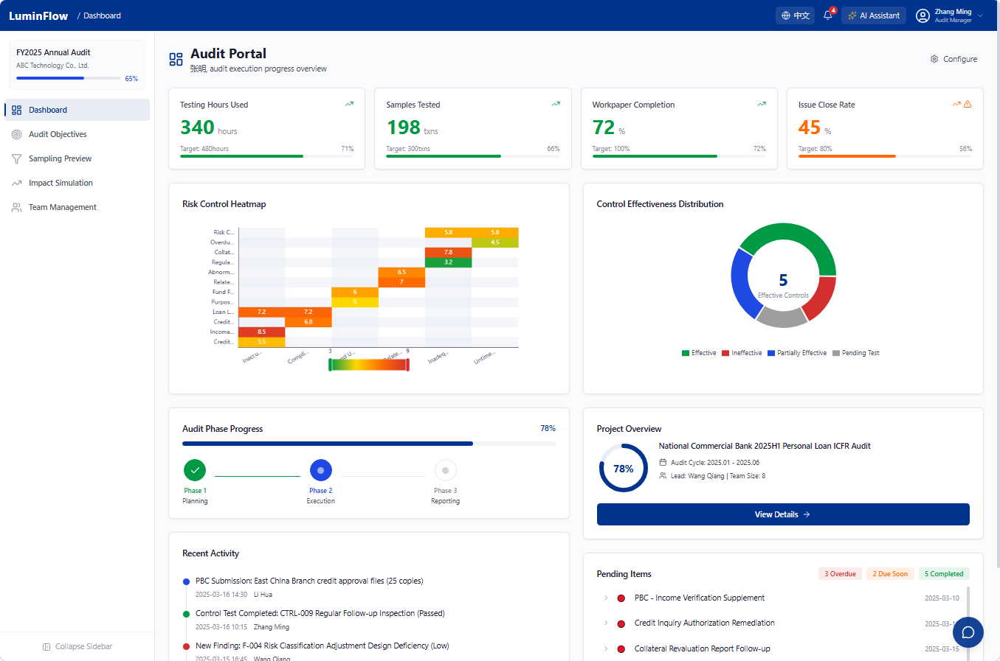 LuminFlow / Dashboard
中文
4
AI Assistant
Zhang Ming
Audit Manager
FY2025 Annual Audit
ABC Technology Co., Ltd.
65%
Dashboard
Audit Objectives
Sampling Preview
Impact Simulation
Team Management
Collapse Sidebar
Audit Portal
张明, audit execution progress overview
Configure
Testing Hours Used
340 hours
Target: 480hours 71%
Samples Tested
198 txns
Target: 300txns 66%
Workpaper Completion
72 %
Target: 100% 72%
Issue Close Rate
45 %
Target: 80% 56%
Risk Control Heatmap
Risk C... 5.8 5.8
Overdu... 4.5
Collat... 7.8
Regula... 3.2
Abnorm... 6.5
Relate... 7
Fund F... 6
Purpos... 5
Loan L... 7.2 7.2
Credit... 6.8
Income... 8.5
Credit... 5.5
Inaccu... Compli... nd U... elate... Inadeq... Untime...
3 9
Control Effectiveness Distribution
5
Effective Controls
Effective Ineffective Partially Effective Pending Test
Audit Phase Progress 78%
Phase 1 Phase 2 Phase 3
Planning Execution Reporting
Project Overview
78%
National Commercial Bank 2025H1 Personal Loan ICFR Audit
Audit Cycle: 2025.01 - 2025.06
Lead: Wang Qiang | Team Size: 8
View Details
Recent Activity
PBC Submission: East China Branch credit approval files (25 copies)
2025-03-16 14:30 Li Hua
Control Test Completed: CTRL-009 Regular Follow-up Inspection (Passed)
2025-03-16 10:15 Zhang Ming
New Finding: F-004 Risk Classification Adjustment Design Deficiency (Low)
2025-03-15 16:45 Wang Qiang
Pending Items 3 Overdue 2 Due Soon 5 Completed
PBC - Income Verification Supplement 2025-03-10
Credit Inquiry Authorization Remediation
Collateral Revaluation Report Follow-up 2025-03-15